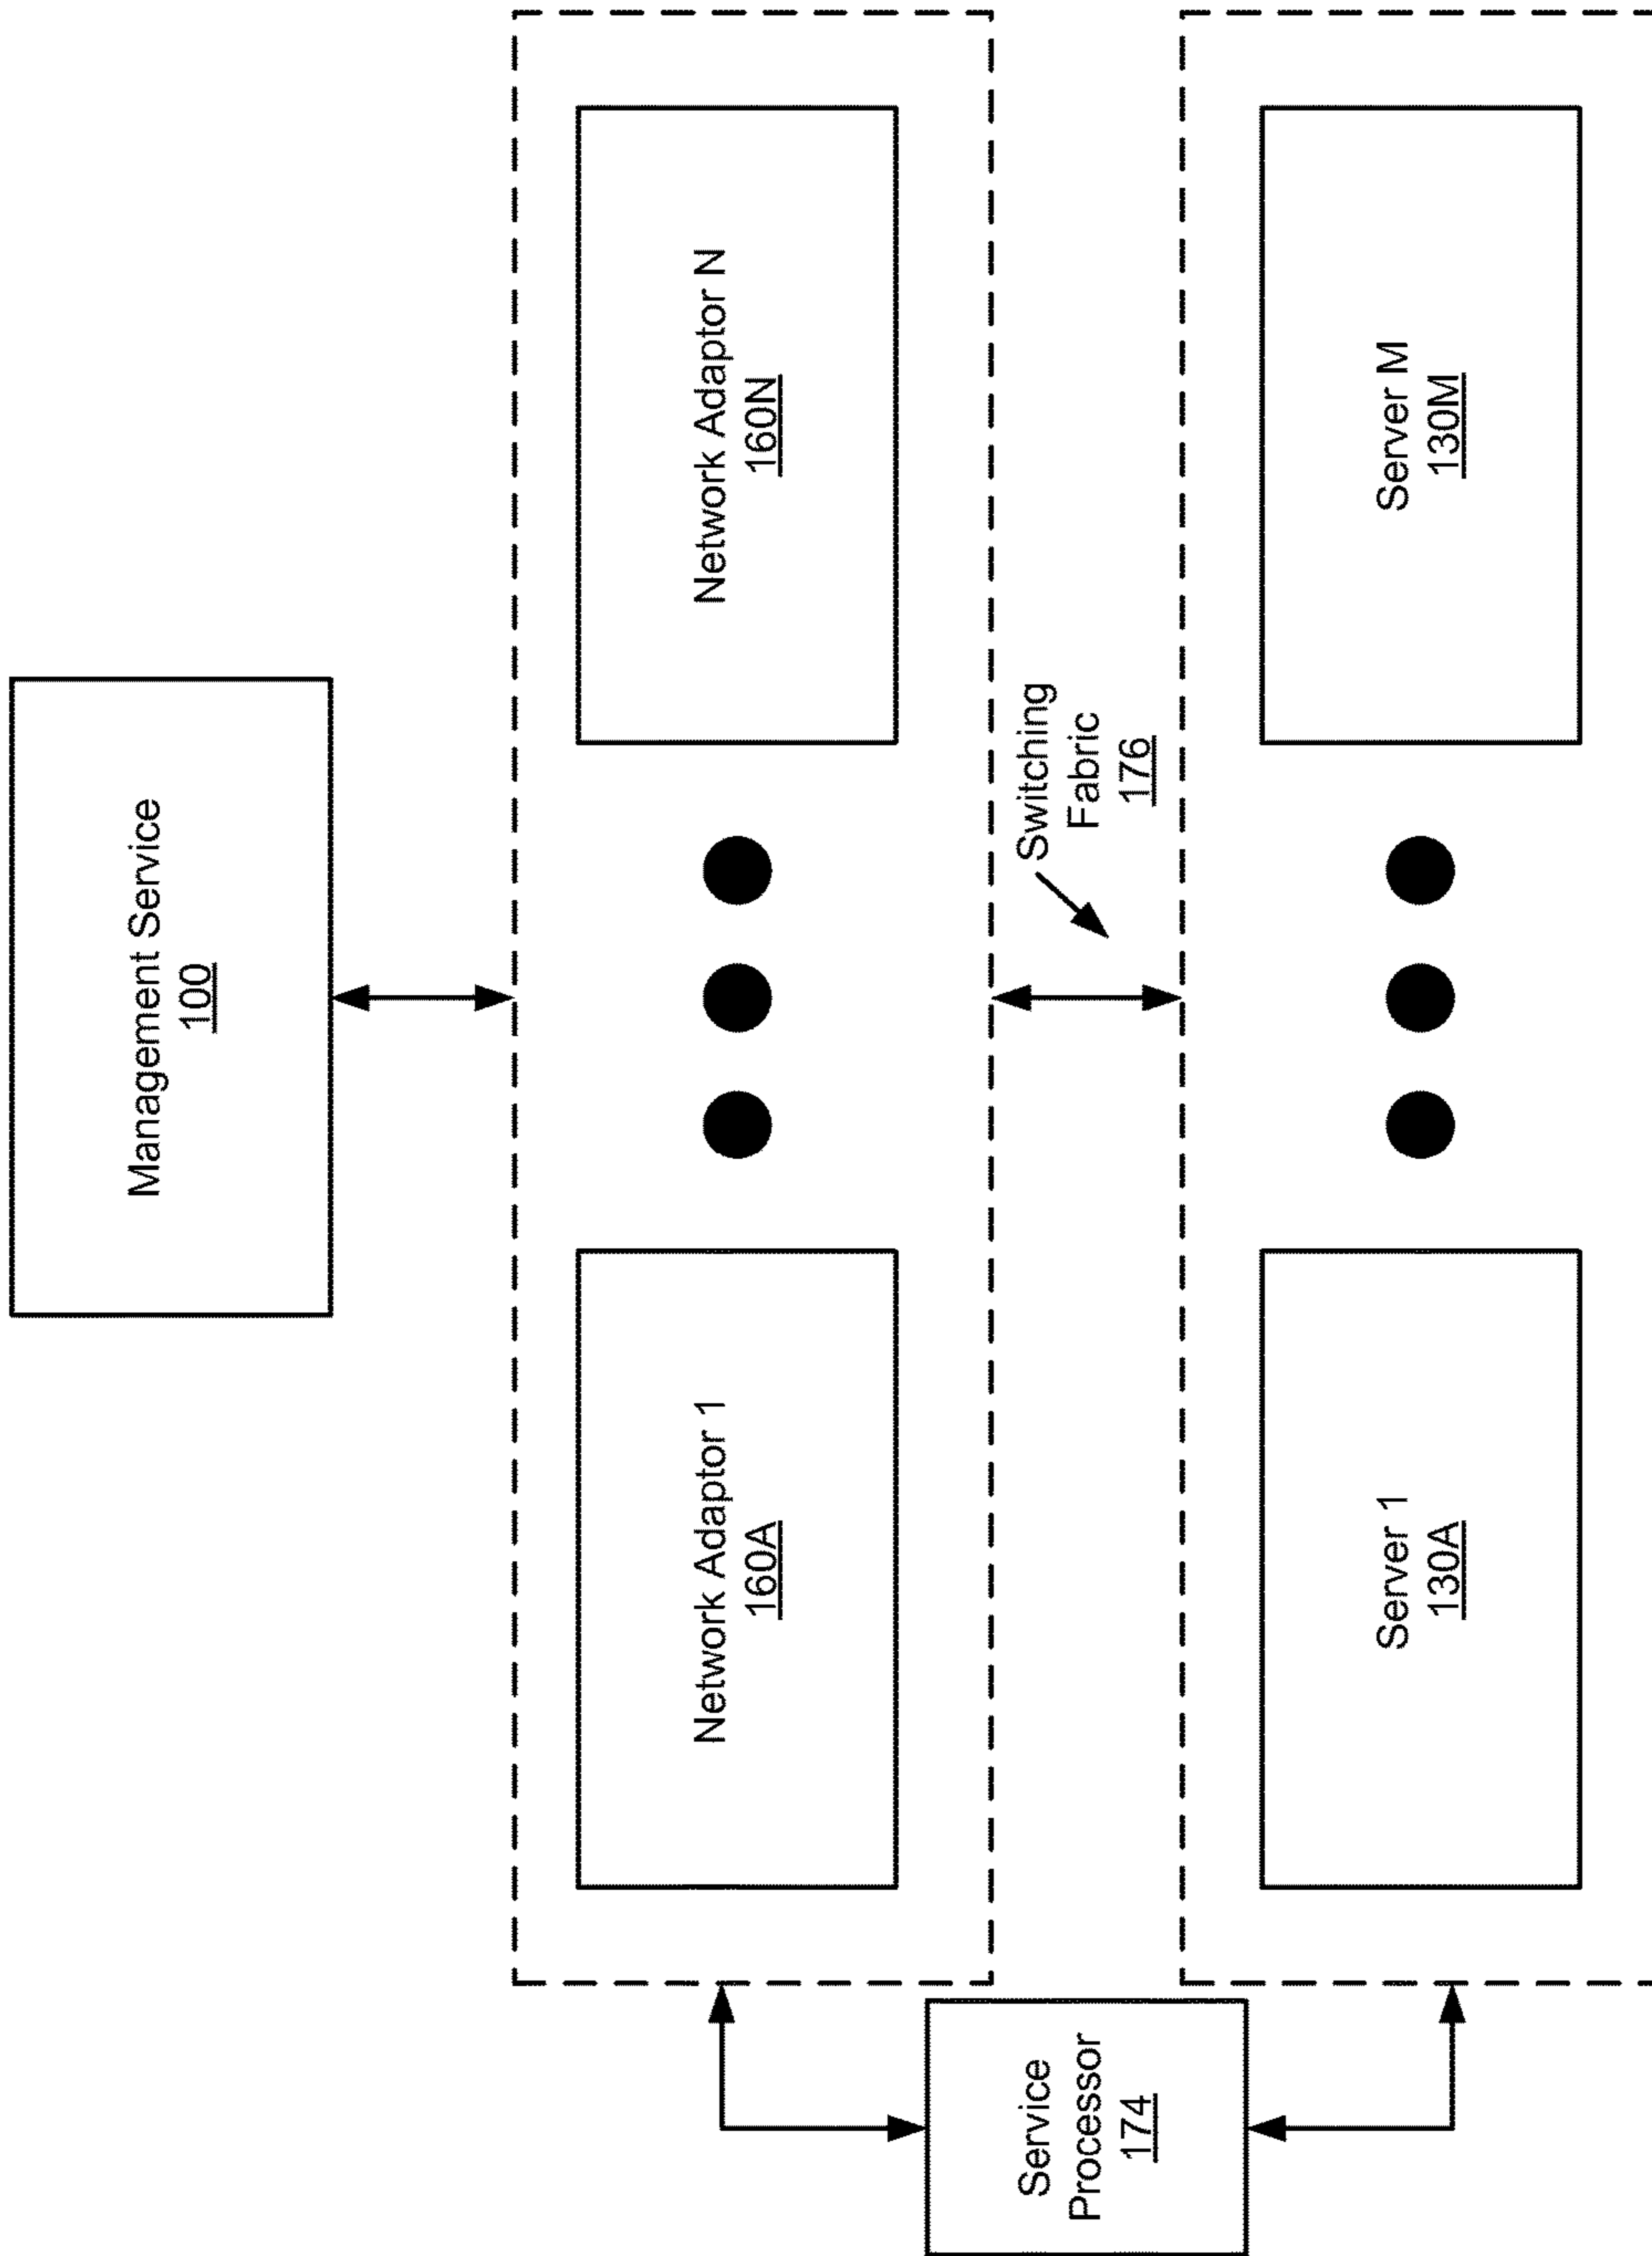 Management Service
100
Network Adaptor 1
160A
Network Adaptor N
160N
Service
Processor
174
Switching
Fabric
176
Server 1
130A
Server M
130M